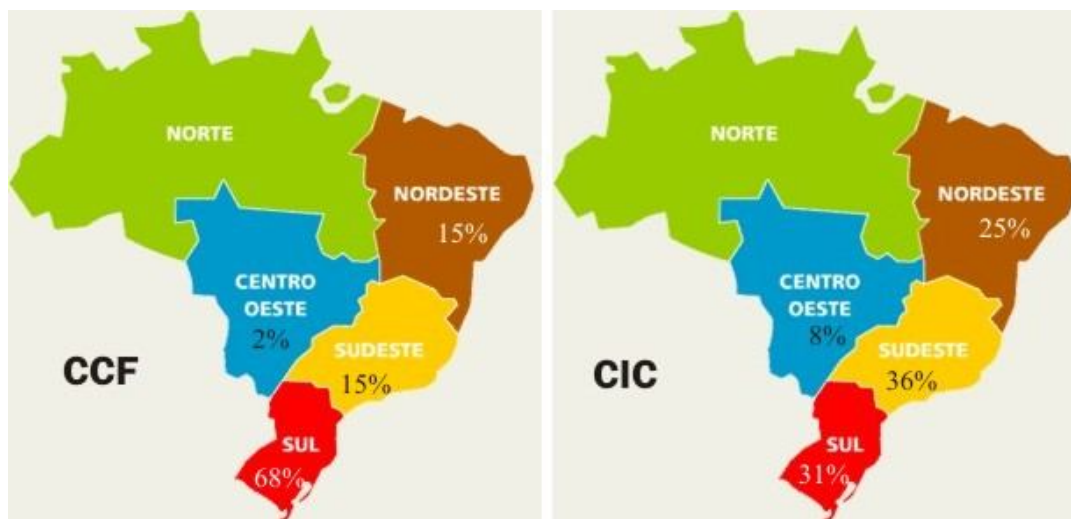 NORTE
NORDESTE
15%
CENTRO
OESTE
2%
SUDESTE
15%
CCF
SUL
68%
NORTE
NORDESTE
25%
CENTRO
OESTE
8%
SUDESTE
36%
CIC
SUL
31%